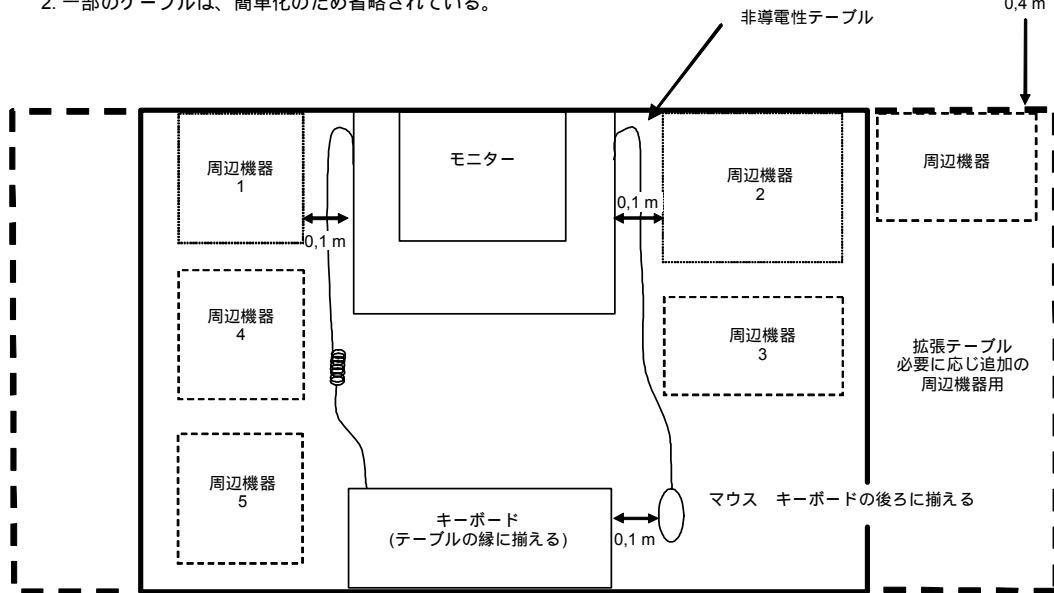 2. 一部のケーブルは、簡単化のため省略されている。
非導電性テーブル
0,4 m
周辺機器
1
モニター
周辺機器
2
周辺機器
0,1 m
0,1 m
周辺機器
4
周辺機器
3
拡張テーブル
必要に応じ追加の
周辺機器用
周辺機器
5
キーボード
(テーブルの縁に揃える)
0,1 m
マウス　キーボードの後ろに揃える